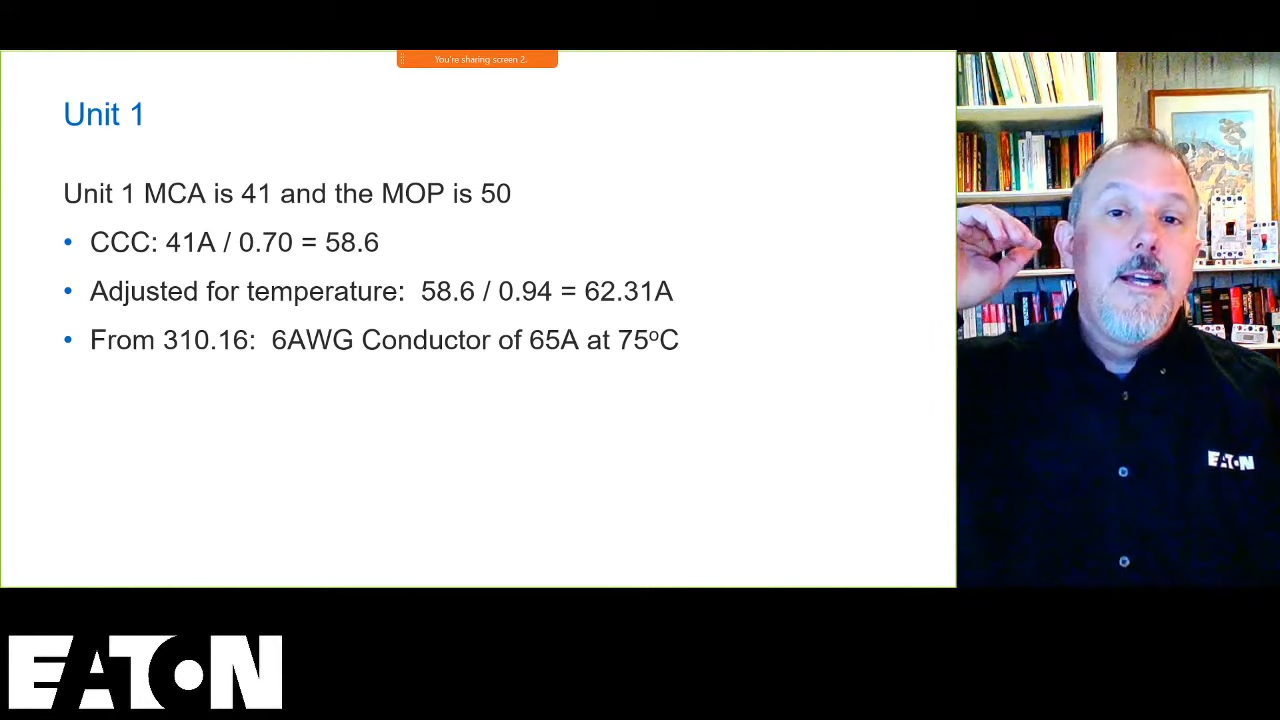 You're sharing screen 2.
Unit 1
Unit 1 MCA is 41 and the MOP is 50
• CCC: 41A / 0.70 = 58.6
• Adjusted for temperature: 58.6 / 0.94 = 62.31A
• From 310.16: 6AWG Conductor of 65A at 75ºC
EATON
EATON